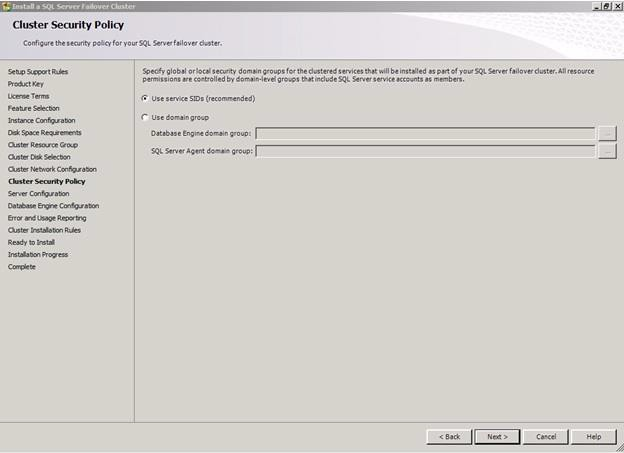 Install a SQL Server Failover Cluster
Cluster Security Policy
Configure the security policy for your SQL Server failover cluster.
Setup Support Rules
Product Key
License Terms
Feature Selection
Instance Configuration
Disk Space Requirements
Cluster Resource Group
Cluster Disk Selection
Cluster Network Configuration
Cluster Security Policy
Server Configuration
Database Engine Configuration
Error and Usage Reporting
Cluster Installation Rules
Ready to Install
Installation Progress
Complete
Specify global or local security domain groups for the clustered services that will be installed as part of your SQL Server failover cluster. All resource
permissions are controlled by domain-level groups that include SQL Server service accounts as members.
Use service SIDs (recommended)
Use domain group
Database Engine domain group:
...
SQL Server Agent domain group:
...
< Back
Next >
Cancel
Help